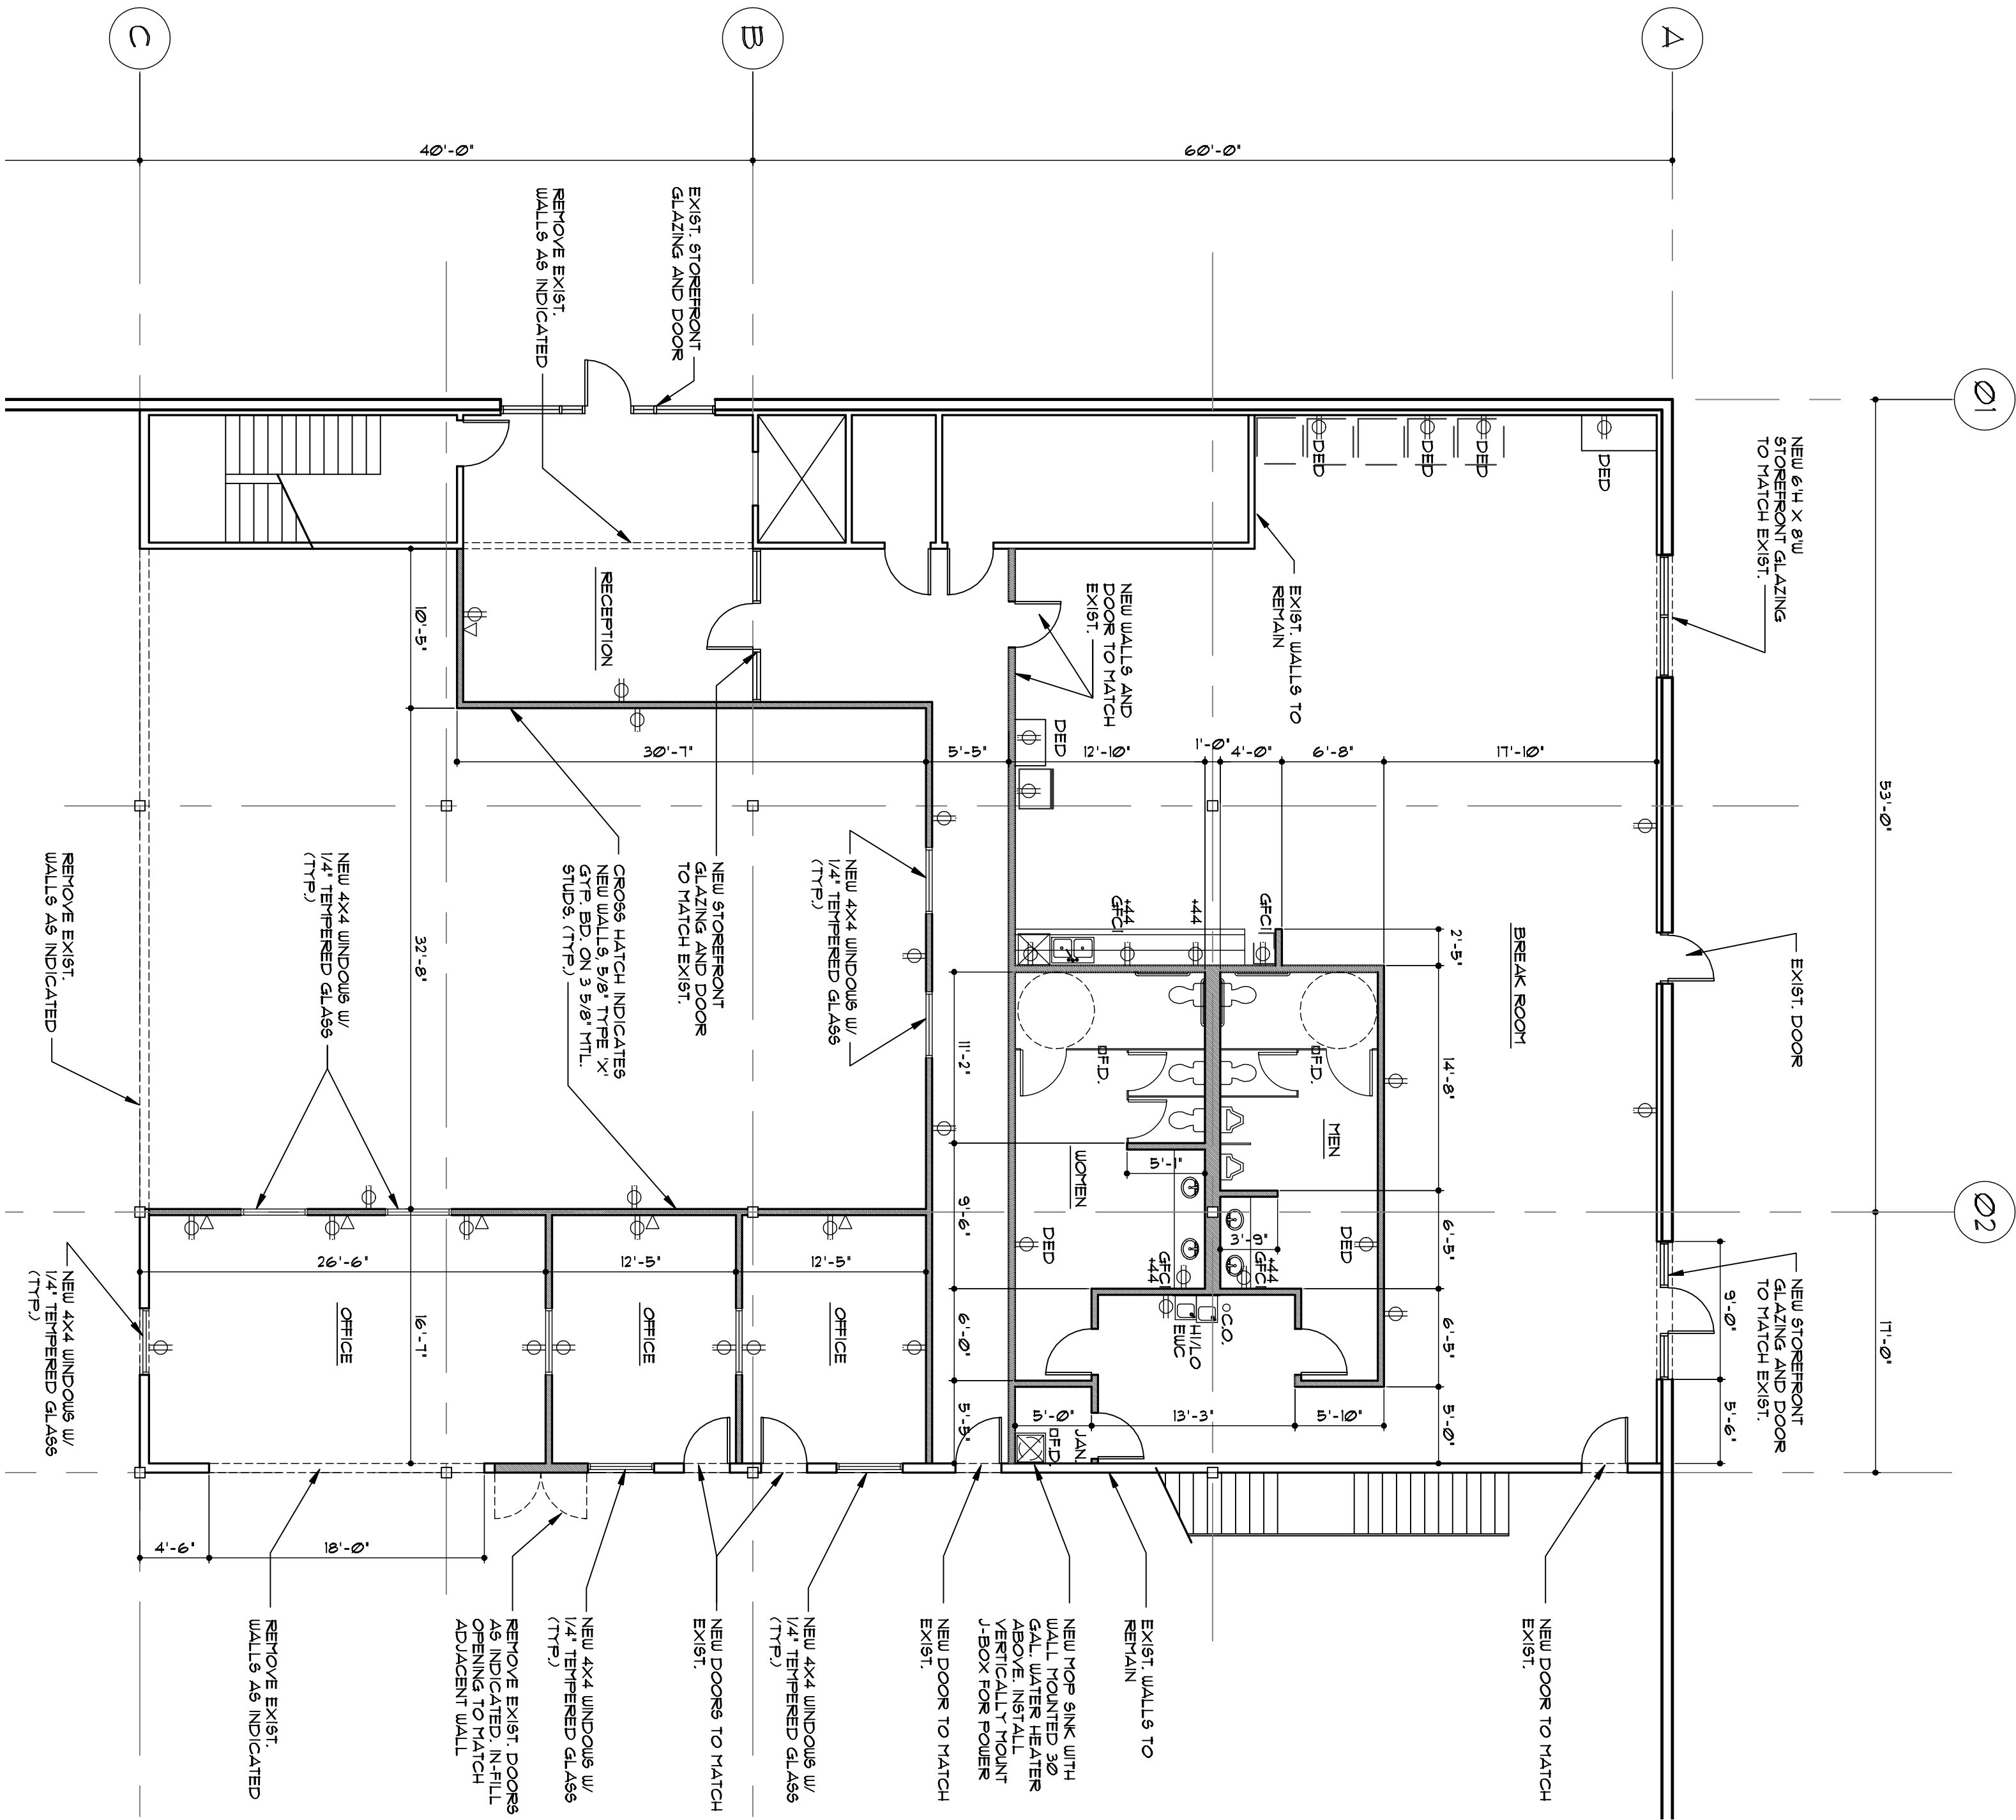 C
B
A
Ø1
Ø2
40'-0"
60'-0"
53'-0"
17'-0"
EXIST. STOREFRONT
GLAZING AND DOOR
REMOVE EXIST.
WALLS AS INDICATED
NEW 6'H X 8'W
STOREFRONT GLAZING
TO MATCH EXIST.
DED
DED
DED
DED
EXIST. WALLS TO
REMAIN
NEW WALLS AND
DOOR TO MATCH
EXIST.
RECEPTION
10'-5"
30'-7"
5'-5"
12'-10"
1'-0"
4'-0"
6'-8"
17'-10"
DED
EXIST. DOOR
BREAK ROOM
2'-5"
GFCI
+44
+44
GFCI
NEW 4X4 WINDOWS W/
1/4" TEMPERED GLASS
(TYP.)
NEW STOREFRONT
GLAZING AND DOOR
TO MATCH EXIST.
CROSS HATCH INDICATES
NEW WALLS, 5/8" TYPE 'X'
GYP. BD. ON 3 5/8" MTL.
STUDS. (TYP.)
32'-8"
NEW 4X4 WINDOWS W/
1/4" TEMPERED GLASS
(TYP.)
REMOVE EXIST.
WALLS AS INDICATED
11'-2"
14'-8"
F.D.
F.D.
MEN
WOMEN
5'-1"
9'-6"
6'-5"
3'-9"
DED
DED
GFCI
+44
GFCI
+44
NEW STOREFRONT
GLAZING AND DOOR
TO MATCH EXIST.
9'-0"
5'-6"
26'-6"
12'-5"
12'-5"
OFFICE
OFFICE
OFFICE
16'-7"
6'-0"
6'-5"
C.O.
HI/LO
EWC
NEW 4X4 WINDOWS W/
1/4" TEMPERED GLASS
(TYP.)
5'-5"
5'-0"
13'-3"
5'-10"
5'-0"
JAN.
F.D.
4'-6"
18'-0"
REMOVE EXIST.
WALLS AS INDICATED
REMOVE EXIST. DOORS
AS INDICATED. IN-FILL
OPENING TO MATCH
ADJACENT WALL
NEW 4X4 WINDOWS W/
1/4" TEMPERED GLASS
(TYP.)
NEW DOORS TO MATCH
EXIST.
NEW 4X4 WINDOWS W/
1/4" TEMPERED GLASS
(TYP.)
NEW DOOR TO MATCH
EXIST.
NEW MOP SINK WITH
WALL MOUNTED 30
GAL. WATER HEATER
ABOVE. INSTALL
VERTICALLY MOUNT
J-BOX FOR POWER
EXIST. WALLS TO
REMAIN
NEW DOOR TO MATCH
EXIST.